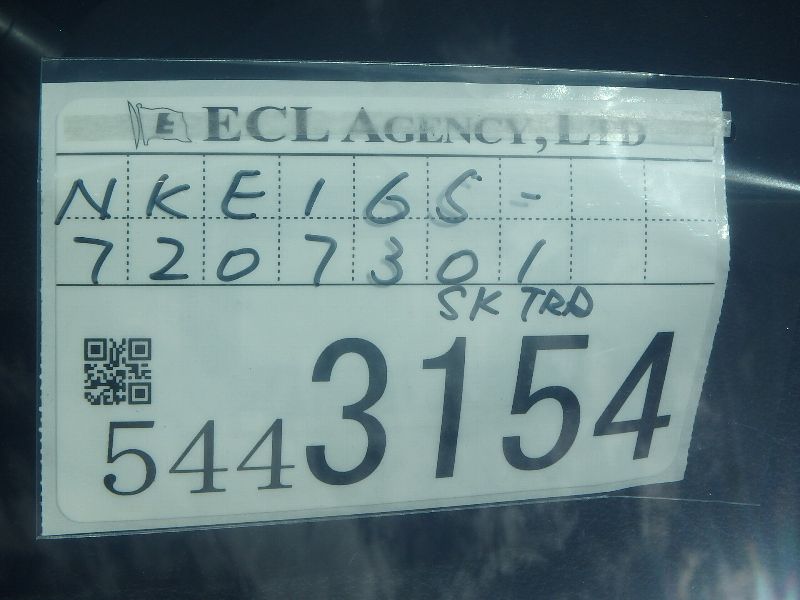 E ECL AGENCY, LTD
NKE165-
7207301
SK TRD
5443154